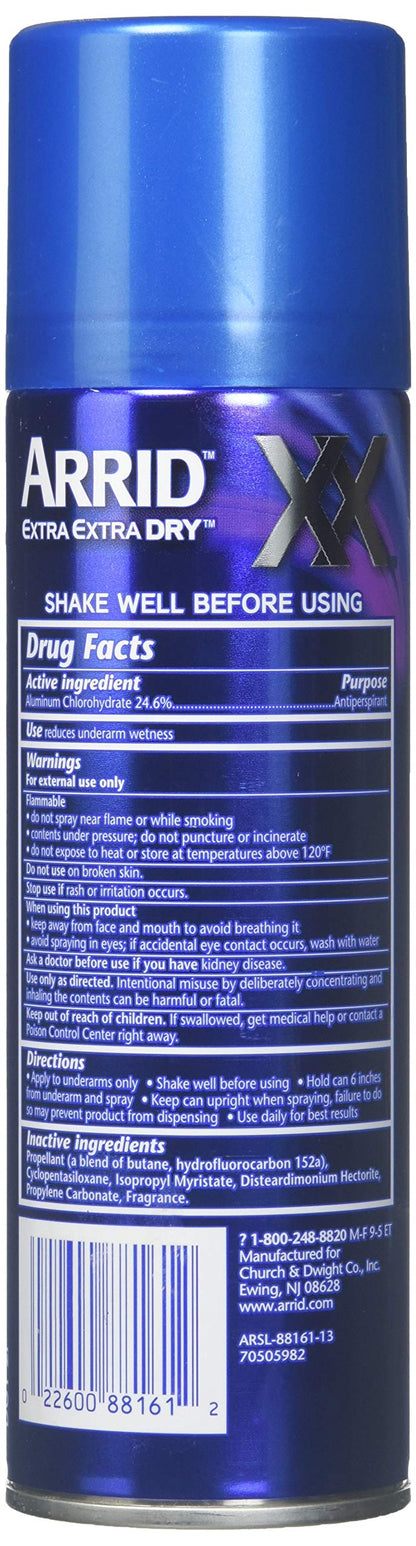 ARRID™ XX™
EXTRA EXTRA DRY™
SHAKE WELL BEFORE USING
Drug Facts
Active ingredient Purpose
Aluminum Chlorohydrate 24.6%......................................................Antiperspirant
Use reduces underarm wetness
Warnings
For external use only
Flammable
• do not spray near flame or while smoking
• contents under pressure; do not puncture or incinerate
• do not expose to heat or store at temperatures above 120°F
Do not use on broken skin.
Stop use if rash or irritation occurs.
When using this product
• keep away from face and mouth to avoid breathing it
• avoid spraying in eyes; if accidental eye contact occurs, wash with water
Ask a doctor before use if you have kidney disease.
Use only as directed. Intentional misuse by deliberately concentrating and
inhaling the contents can be harmful or fatal.
Keep out of reach of children. If swallowed, get medical help or contact a
Poison Control Center right away.
Directions
• Apply to underarms only • Shake well before using • Hold can 6 inches
from underarm and spray • Keep can upright when spraying, failure to do
so may prevent product from dispensing • Use daily for best results
Inactive ingredients
Propellant (a blend of butane, hydrofluorocarbon 152a),
Cyclopentasiloxane, Isopropyl Myristate, Disteardimonium Hectorite,
Propylene Carbonate, Fragrance.
? 1-800-248-8820 M-F 9-5 ET
Manufactured for
Church & Dwight Co., Inc.
Ewing, NJ 08628
www.arrid.com
ARSL-88161-13
70505982
0 22600 88161 2